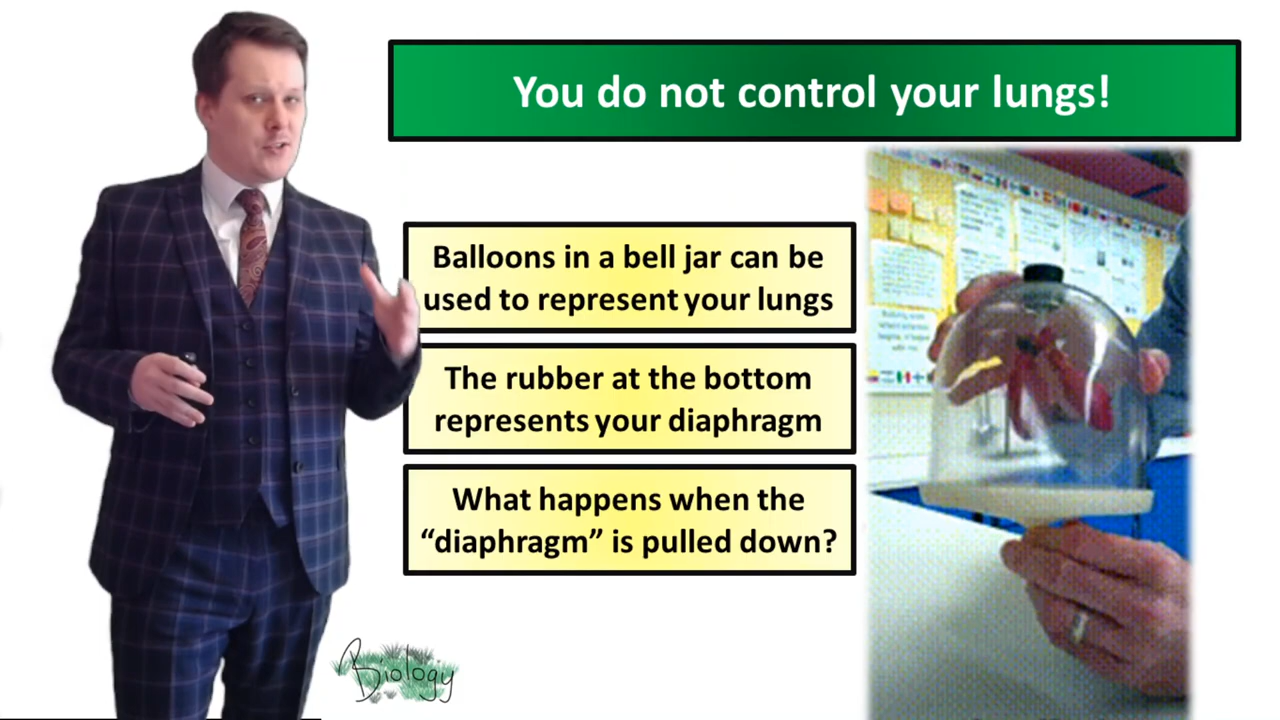 You do not control your lungs!
Balloons in a bell jar can be
used to represent your lungs
The rubber at the bottom
represents your diaphragm
What happens when the
“diaphragm” is pulled down?
Biology